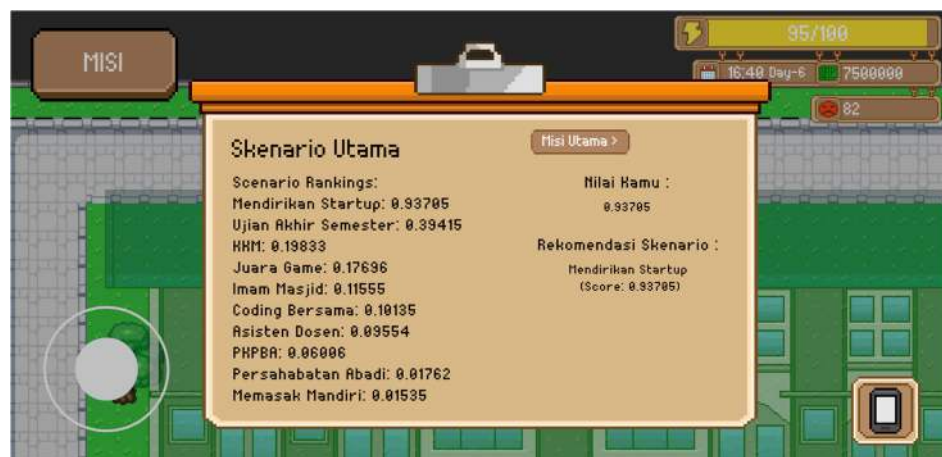 MISI
95/100
16:40 Day-6
7500000
82
Skenario Utama
Scenario Rankings:
Mendirikan Startup: 0.93705
Ujian Akhir Semester: 0.39415
KKM: 0.19833
Juara Game: 0.17696
Imam Masjid: 0.11555
Coding Bersama: 0.10135
Asisten Dosen: 0.09554
PKPBA: 0.06006
Persahabatan Abadi: 0.01762
Memasak Mandiri: 0.01535
Misi Utama >
Nilai Kamu :
0.93705
Rekomendasi Skenario :
Mendirikan Startup
(Score: 0.93705)